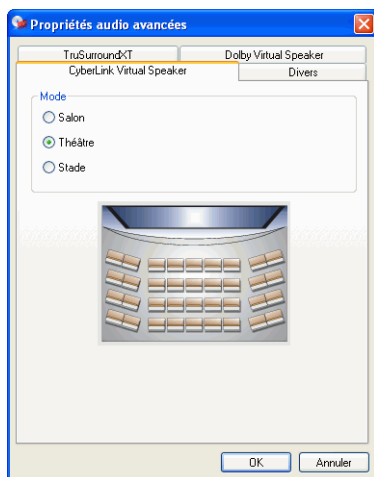 Propriétés audio avancées
TruSurroundXT Dolby Virtual Speaker
CyberLink Virtual Speaker Divers
Mode
Salon
Théâtre
Stade
OK Annuler